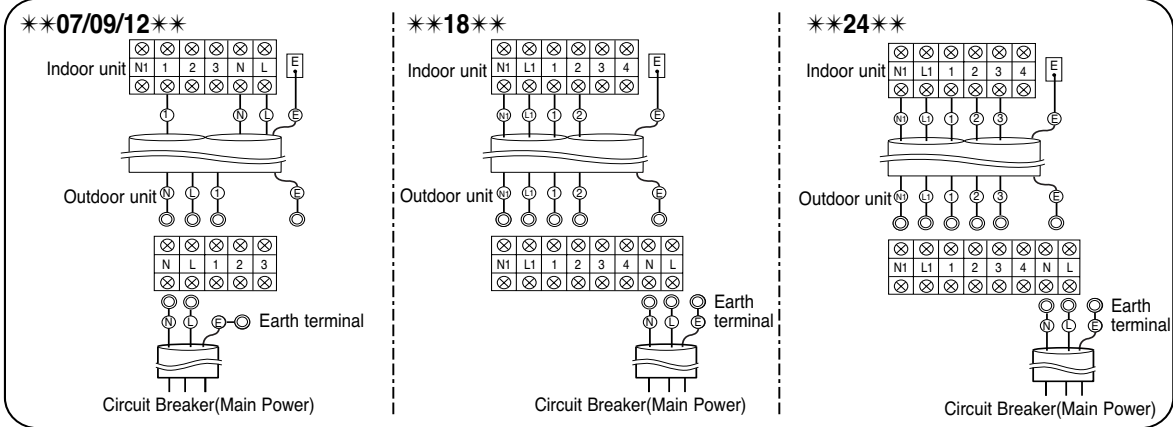 ✳✳07/09/12✳✳
Indoor unit N1 1 2 3 N L E
1 N L E
Outdoor unit N L 1 E
N L 1 2 3
N L E Earth terminal
Circuit Breaker(Main Power)
✳✳18✳✳
Indoor unit N1 L1 1 2 3 4 E
N1 L1 1 2 E
Outdoor unit N1 L1 1 2 E
N1 L1 1 2 3 4 N L
Earth
N L E terminal
Circuit Breaker(Main Power)
✳✳24✳✳
Indoor unit N1 L1 1 2 3 4 E
N1 L1 1 2 3 E
Outdoor unit N1 L1 1 2 3 E
N1 L1 1 2 3 4 N L
Earth
N L E terminal
Circuit Breaker(Main Power)